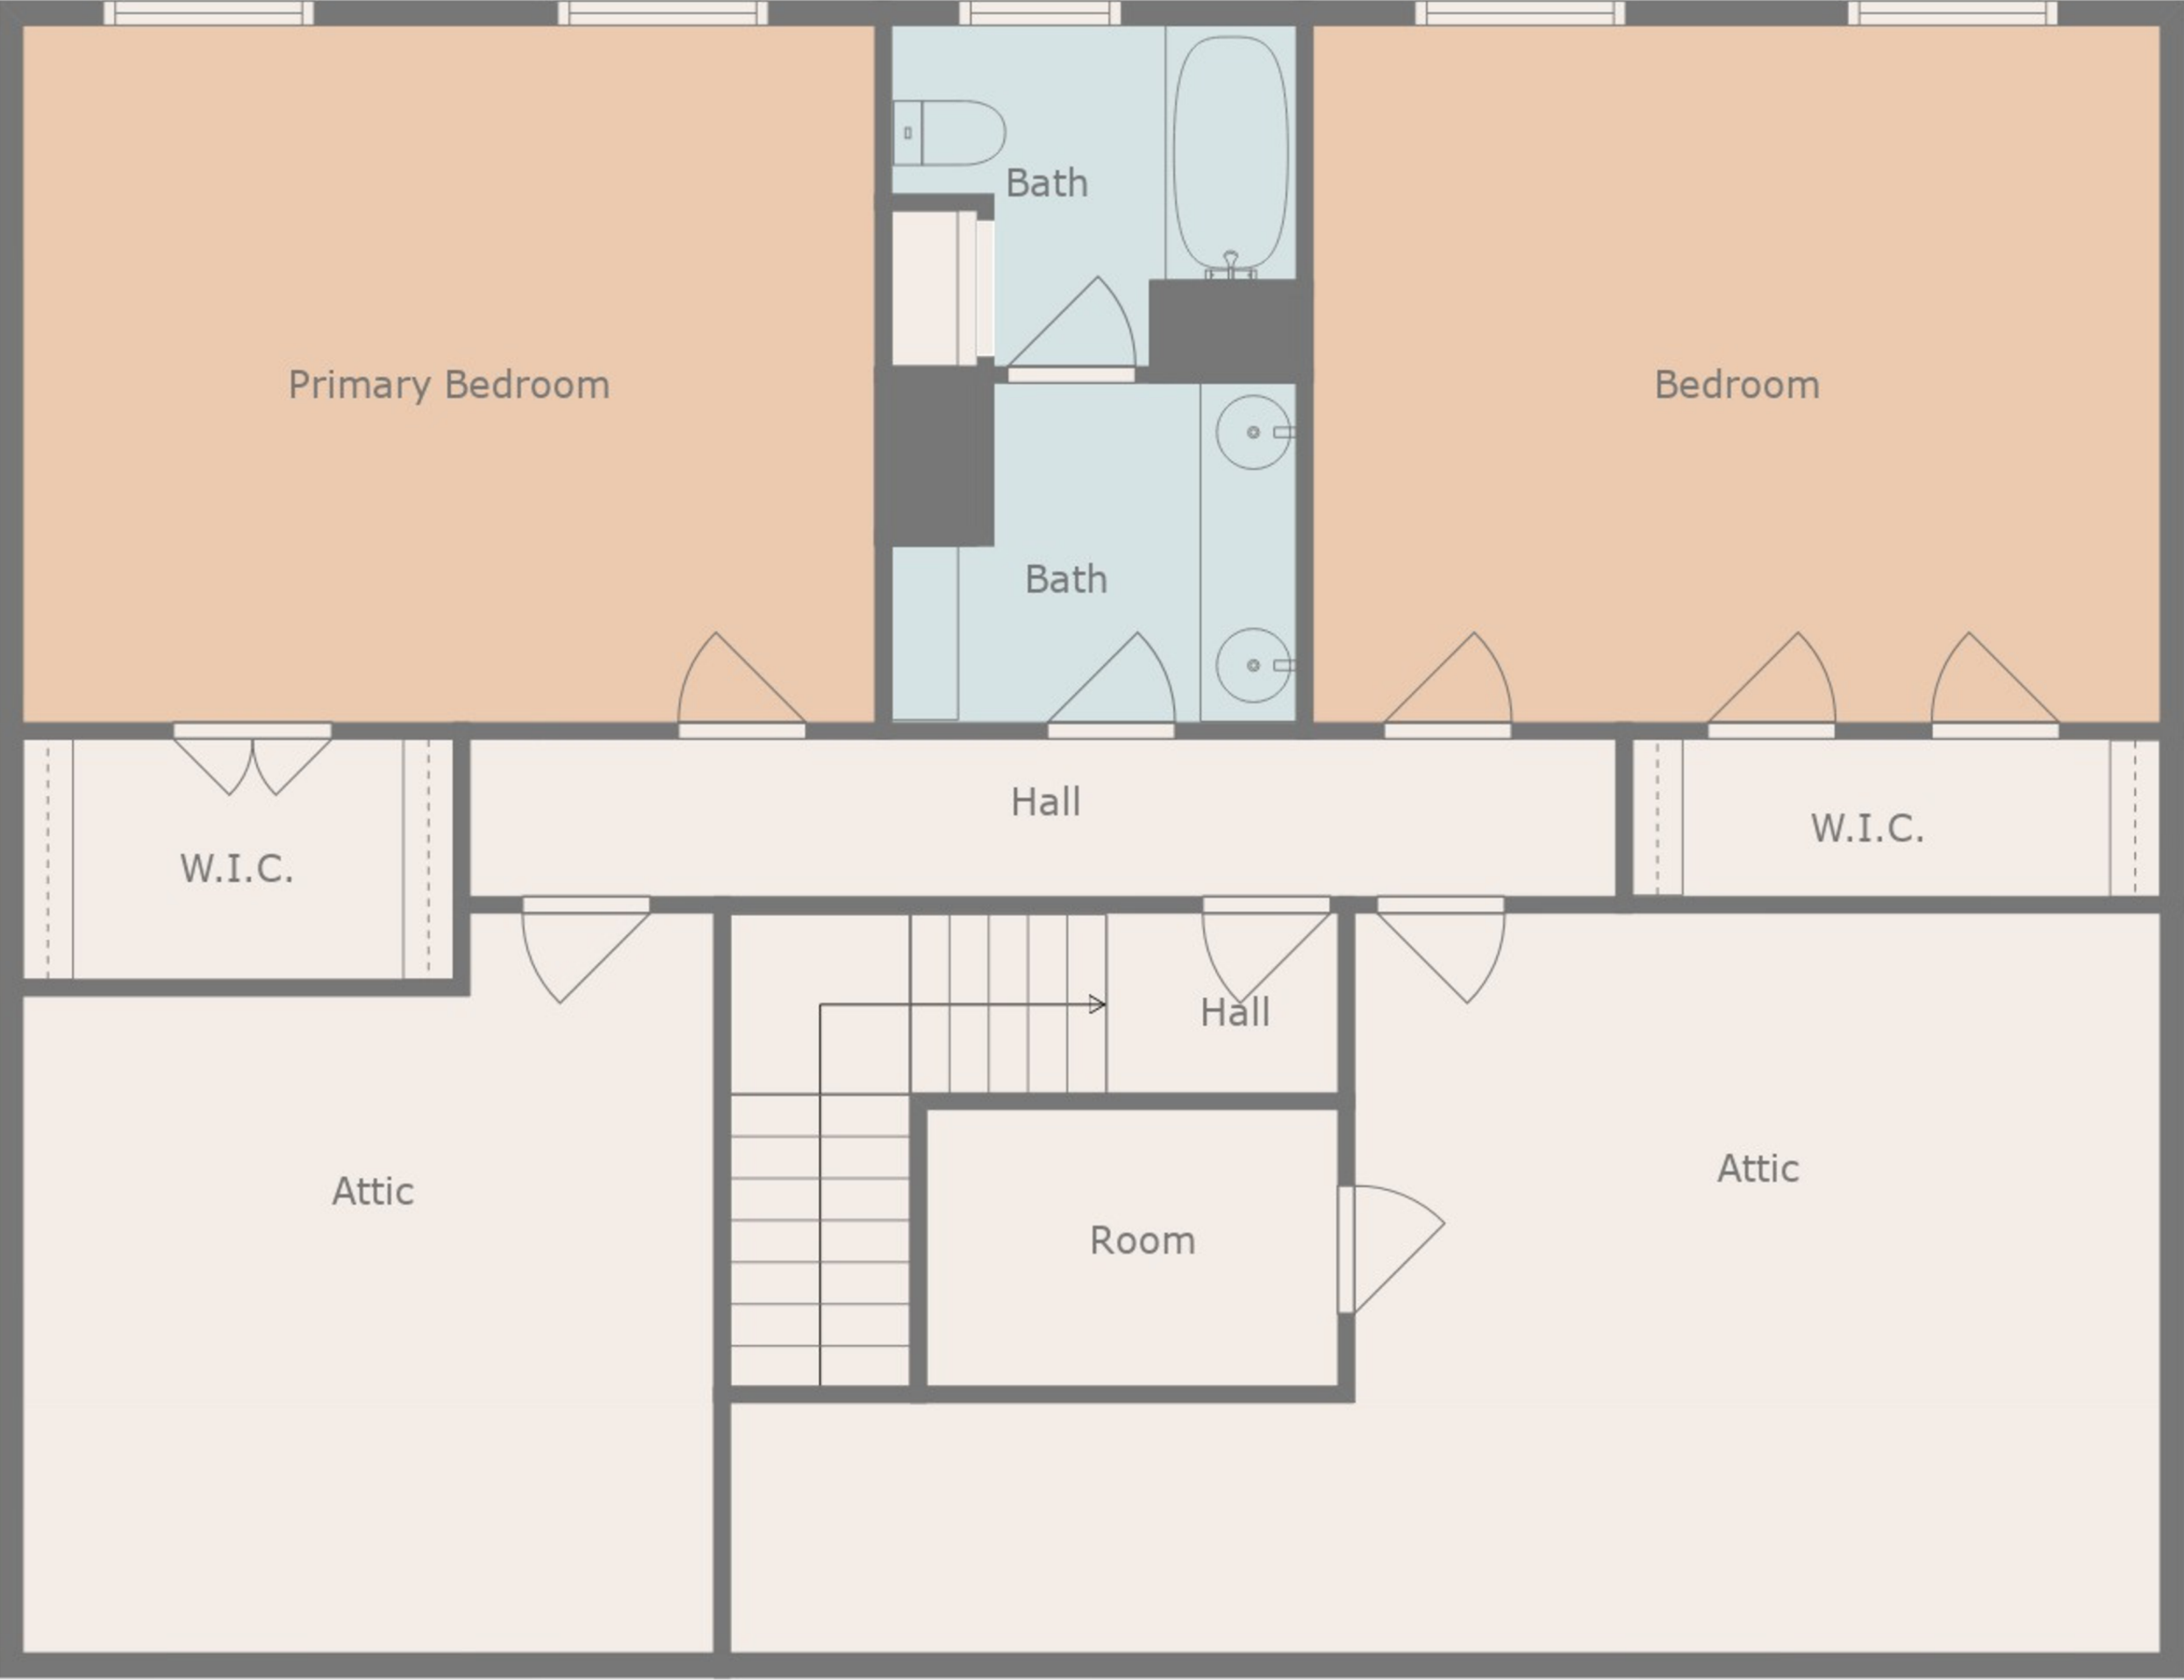 Bath
Primary Bedroom
Bedroom
Bath
Hall
W.I.C.
W.I.C.
Hall
Attic
Attic
Room